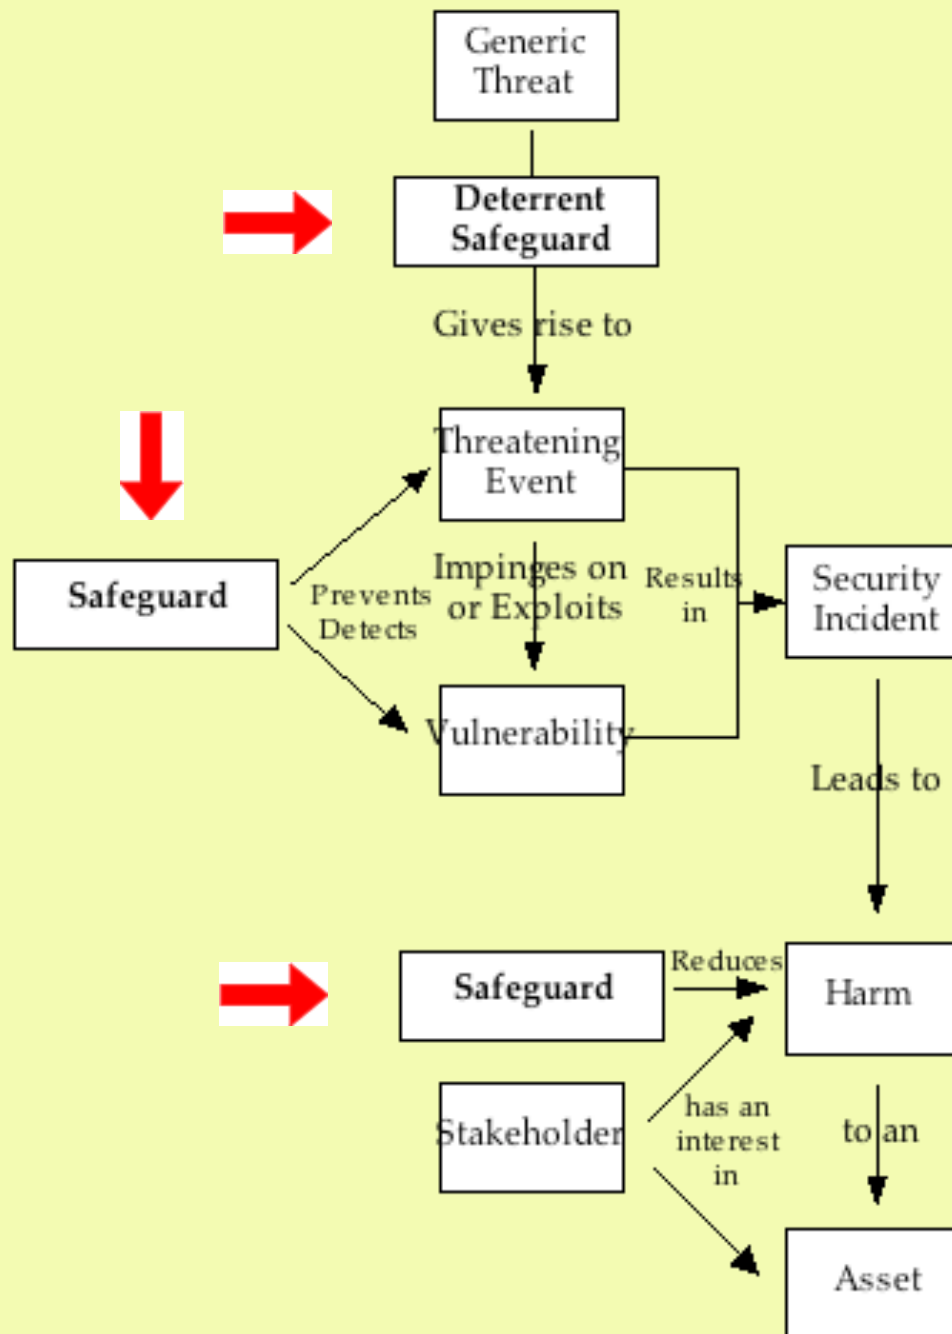 Generic
Threat
Deterrent
Safeguard
Gives rise to
Threatening
Event
Safeguard
Prevents
Detects
Impinges on
or Exploits
Results
in
Security
Incident
Vulnerability
Leads to
Safeguard
Reduces
Harm
Stakeholder
has an
interest
in
to an
Asset